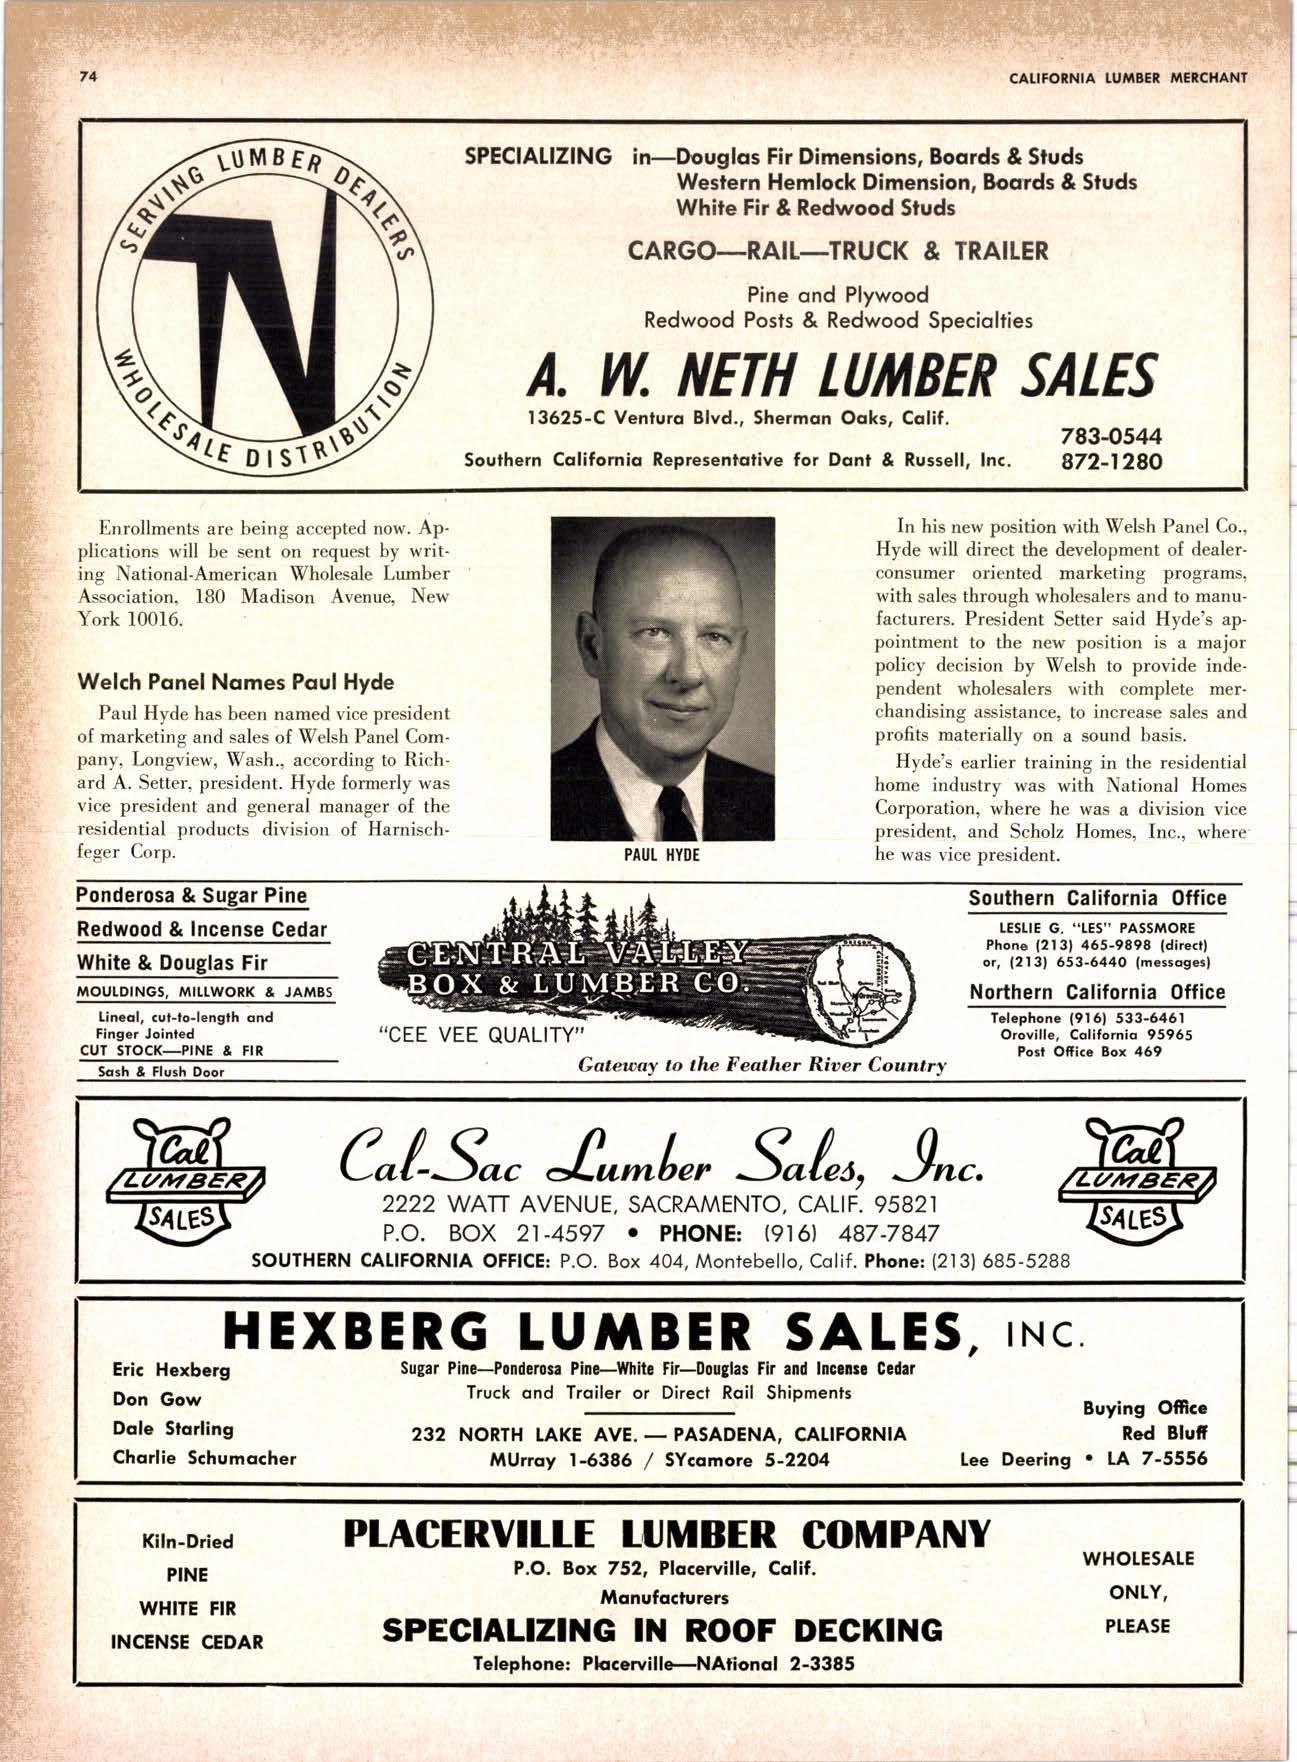 74
CALIFORNIA LUMBER MERCHANT
SERVING LUMBER DEALERS
WHOLESALE DISTRIBUTION
SPECIALIZING in—Douglas Fir Dimensions, Boards & Studs
Western Hemlock Dimension, Boards & Studs
White Fir & Redwood Studs
CARGO—RAIL—TRUCK & TRAILER
Pine and Plywood
Redwood Posts & Redwood Specialties
A. W. NETH LUMBER SALES
13625-C Ventura Blvd., Sherman Oaks, Calif.
783-0544
Southern California Representative for Dant & Russell, Inc.
872-1280
Enrollments are being accepted now. Ap-
plications will be sent on request by writ-
ing National-American Wholesale Lumber
Association, 180 Madison Avenue, New
York 10016.
Welch Panel Names Paul Hyde
Paul Hyde has been named vice president
of marketing and sales of Welsh Panel Com-
pany, Longview, Wash., according to Rich-
ard A. Setter, president. Hyde formerly was
vice president and general manager of the
residential products division of Harnisch-
feger Corp.
PAUL HYDE
In his new position with Welsh Panel Co.,
Hyde will direct the development of dealer-
consumer oriented marketing programs,
with sales through wholesalers and to manu-
facturers. President Setter said Hyde's ap-
pointment to the new position is a major
policy decision by Welsh to provide inde-
pendent wholesalers with complete mer-
chandising assistance, to increase sales and
profits materially on a sound basis.
Hyde's earlier training in the residential
home industry was with National Homes
Corporation, where he was a division vice
president, and Scholz Homes, Inc., where
he was vice president.
Ponderosa & Sugar Pine
Redwood & Incense Cedar
White & Douglas Fir
MOULDINGS, MILLWORK & JAMBS
Lineal, cut-to-length and
Finger Jointed
CUT STOCK—PINE & FIR
Sash & Flush Door
CENTRAL VALLEY
BOX & LUMBER CO.
"CEE VEE QUALITY"
Gateway to the Feather River Country
Southern California Office
LESLIE G. "LES" PASSMORE
Phone (213) 465-9898 (direct)
or, (213) 653-6440 (messages)
Northern California Office
Telephone (916) 533-6461
Oroville, California 95965
Post Office Box 469
Cal
LUMBER
SALES
Cal-Sac Lumber Sales, Inc.
2222 WATT AVENUE, SACRAMENTO, CALIF. 95821
P.O. BOX 21-4597 • PHONE: (916) 487-7847
SOUTHERN CALIFORNIA OFFICE: P.O. Box 404, Montebello, Calif. Phone: (213) 685-5288
Cal
LUMBER
SALES
HEXBERG LUMBER SALES, INC.
Eric Hexberg
Don Gow
Dale Starling
Charlie Schumacher
Sugar Pine—Ponderosa Pine—White Fir—Douglas Fir and Incense Cedar
Truck and Trailer or Direct Rail Shipments
232 NORTH LAKE AVE. — PASADENA, CALIFORNIA
MUrray 1-6386 / SYcamore 5-2204
Buying Office
Red Bluff
Lee Deering • LA 7-5556
Kiln-Dried
PINE
WHITE FIR
INCENSE CEDAR
PLACERVILLE LUMBER COMPANY
P.O. Box 752, Placerville, Calif.
Manufacturers
SPECIALIZING IN ROOF DECKING
Telephone: Placerville—NAtional 2-3385
WHOLESALE
ONLY,
PLEASE